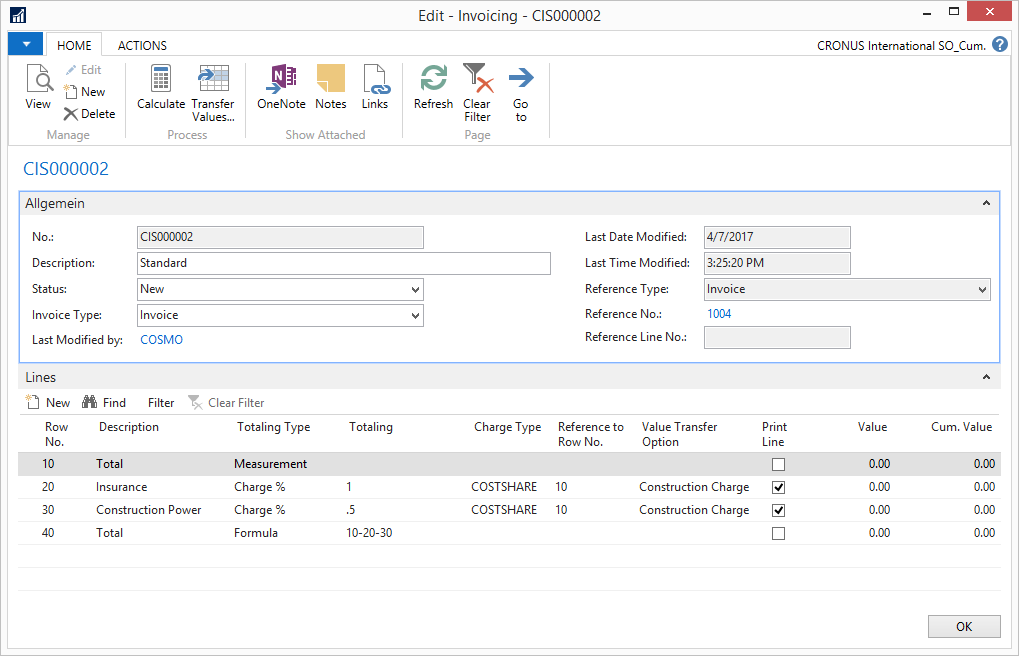 Edit - Invoicing - CIS000002
HOME ACTIONS CRONUS International SO_Cum. ?
View Edit New Delete Manage
Calculate Transfer Values... Process
OneNote Notes Links Show Attached
Refresh Clear Filter Go to Page
CIS000002
Allgemein
No.: CIS000002
Description: Standard
Status: New
Invoice Type: Invoice
Last Modified by: COSMO
Last Date Modified: 4/7/2017
Last Time Modified: 3:25:20 PM
Reference Type: Invoice
Reference No.: 1004
Reference Line No.:
Lines
New Find Filter Clear Filter
Row No. Description Totaling Type Totaling Charge Type Reference to Row No. Value Transfer Option Print Line Value Cum. Value
10 Total Measurement 0.00 0.00
20 Insurance Charge % 1 COSTSHARE 10 Construction Charge 0.00 0.00
30 Construction Power Charge % .5 COSTSHARE 10 Construction Charge 0.00 0.00
40 Total Formula 10-20-30 0.00 0.00
OK